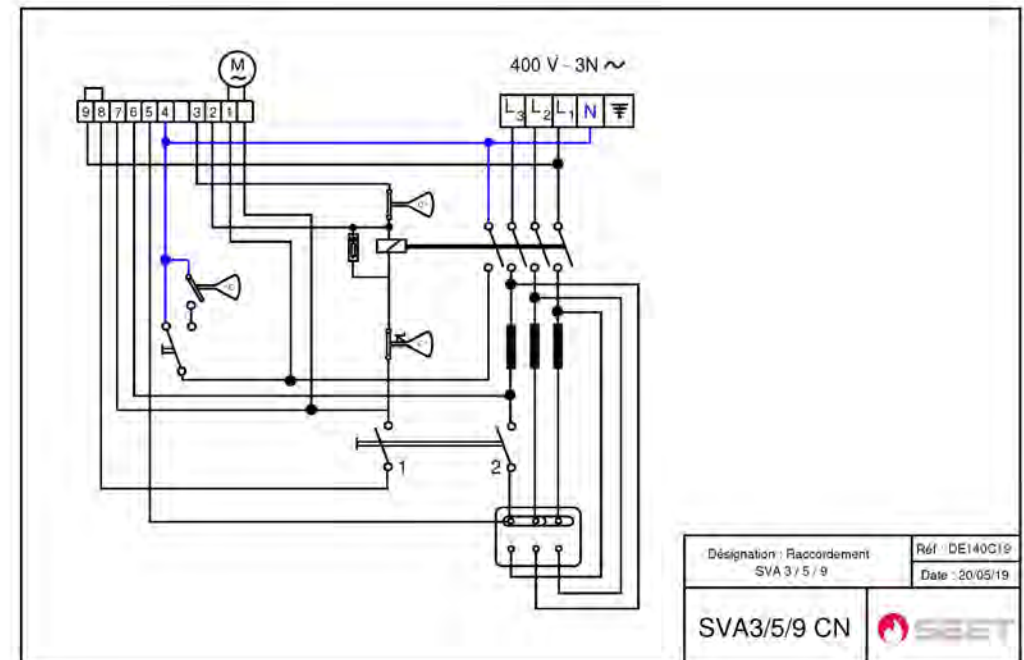 M
400 V - 3N ~
9 8 7 6 5 4 3 2 1
L3 L2 L1 N
1
2
Désignation : Raccordement
SVA 3 / 5 / 9
Réf : DE140C19
Date : 20/05/19
SVA3/5/9 CN
SEET